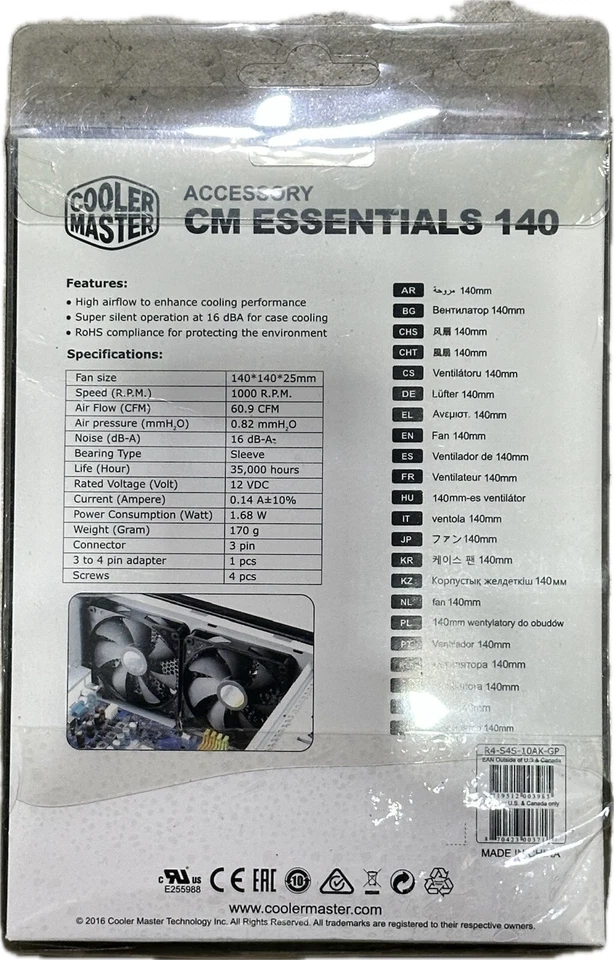 COOLER
MASTER
ACCESSORY
CM ESSENTIALS 140
Features:
• High airflow to enhance cooling performance
• Super silent operation at 16 dBA for case cooling
• RoHS compliance for protecting the environment
Specifications:
Fan size 140*140*25mm
Speed (R.P.M.) 1000 R.P.M.
Air Flow (CFM) 60.9 CFM
Air pressure (mmH₂O) 0.82 mmH₂O
Noise (dB-A) 16 dB-A
Bearing Type Sleeve
Life (Hour) 35,000 hours
Rated Voltage (Volt) 12 VDC
Current (Ampere) 0.14 A±10%
Power Consumption (Watt) 1.68 W
Weight (Gram) 170 g
Connector 3 pin
3 to 4 pin adapter 1 pcs
Screws 4 pcs
AR مروحة 140mm
BG Вентилатор 140mm
CHS 风扇 140mm
CHT 風扇 140mm
CS Ventilátoru 140mm
DE Lüfter 140mm
EL Ανεμιστ. 140mm
EN Fan 140mm
ES Ventilador de 140mm
FR Ventilateur 140mm
HU 140mm-es ventilátor
IT ventola 140mm
JP ファン 140mm
KR 케이스 팬 140mm
KZ Корпустық желдеткіш 140мм
NL fan 140mm
PL 140mm wentylatory do obudów
PT Ventilador 140mm
140mm
140mm
140mm
140mm
R4-S4S-10AK-GP
EAN Outside of U.S & Canada
U.S. & Canada only
MADE IN CHINA
c UL us
E255988
CE EAC 10
www.coolermaster.com
© 2016 Cooler Master Technology Inc. All Rights Reserved. All trademarks are registered to their respective owners.